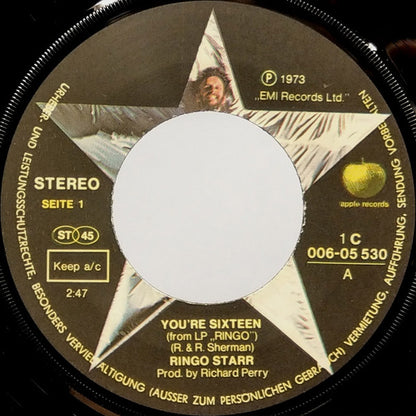 URHEBER- UND LEISTUNGSSCHUTZRECHTE, BESONDERS VERVIELFÄLTIGUNG (AUSSER ZUM PERSÖNLICHEN GEBRAUCH) VERMIETUNG, AUFFÜHRUNG, SENDUNG VORBEHALTEN
Ⓟ 1973
„EMI Records Ltd."
STEREO
SEITE 1
apple records
ST 45
1 C
006-05 530
Keep a/c
A
2:47
YOU'RE SIXTEEN
(from LP „RINGO")
(R. & R. Sherman)
RINGO STARR
Prod. by Richard Perry